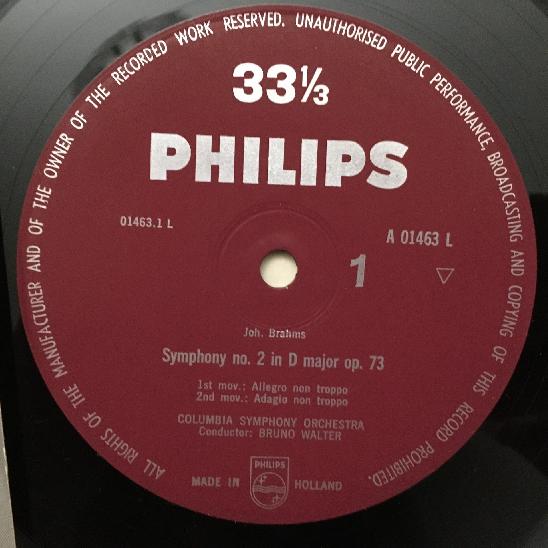 ALL RIGHTS OF THE MANUFACTURER AND OF THE OWNER OF THE RECORDED WORK RESERVED. UNAUTHORISED PUBLIC PERFORMANCE, BROADCASTING AND COPYING OF THIS RECORD PROHIBITED.
33⅓
PHILIPS
01463.1 L
A 01463 L
1
Joh. Brahms
Symphony no. 2 in D major op. 73
1st mov.: Allegro non troppo
2nd mov.: Adagio non troppo
COLUMBIA SYMPHONY ORCHESTRA
Conductor: BRUNO WALTER
PHILIPS
MADE IN HOLLAND